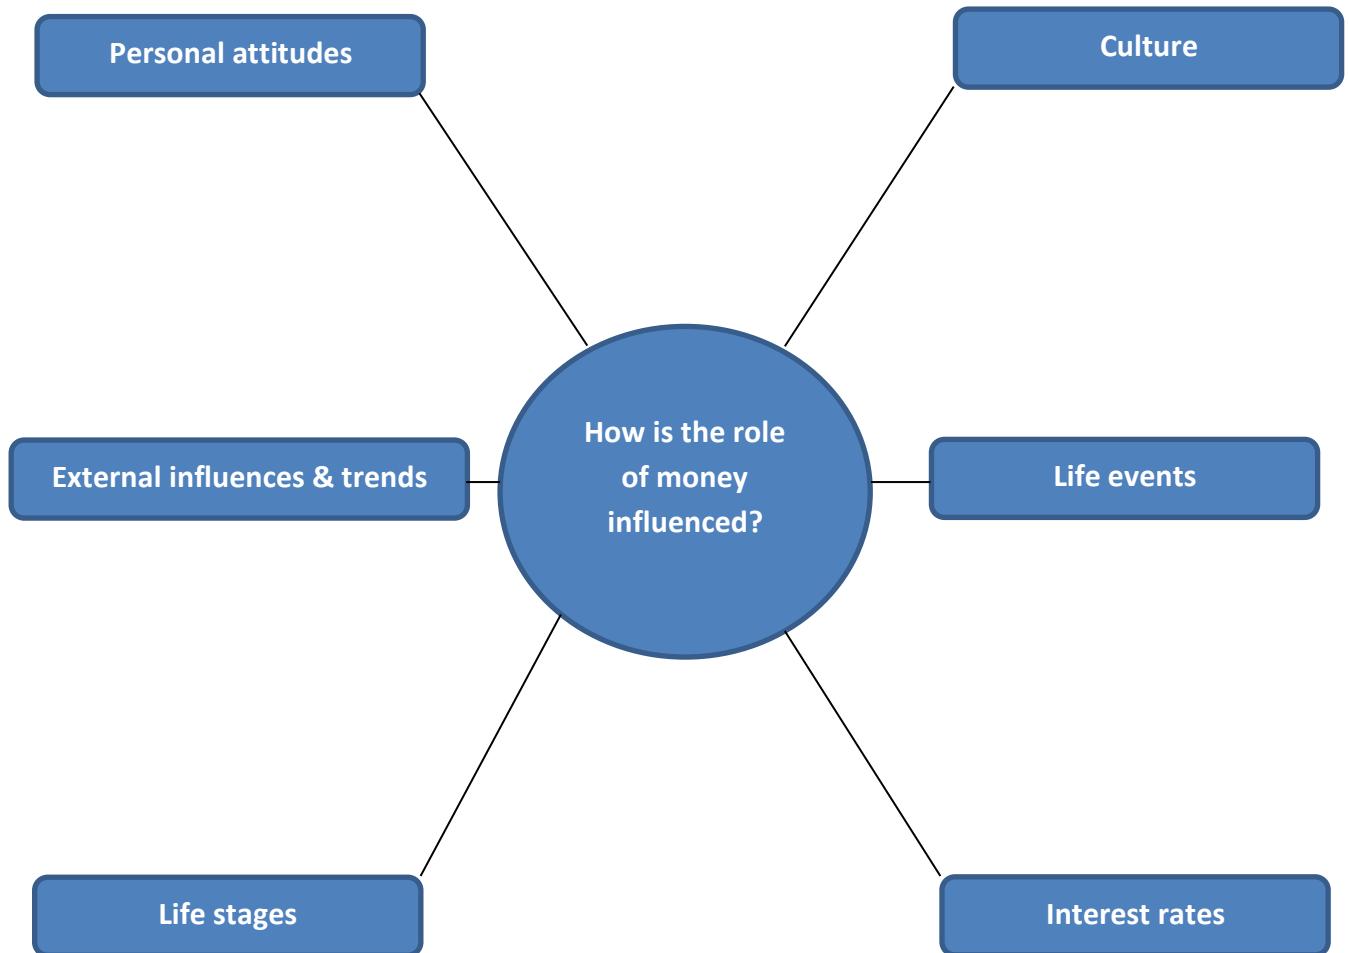 Personal attitudes
Culture
How is the role
of money
influenced?
External influences & trends
Life events
Life stages
Interest rates